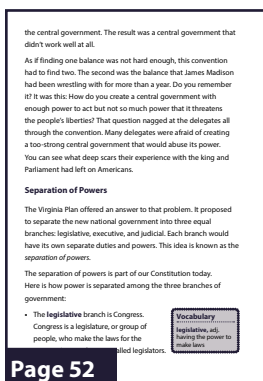 the central government. The result was a central government that
didn't work well at all.
As if finding one balance was not hard enough, this convention
had to find two. The second was the balance that James Madison
had been wrestling with for more than a year. Do you remember
it? It was this: How do you create a government with
enough power to act but not so much power that it threatens
the people's liberties? That question nagged at the delegates all
through the convention. Many delegates were afraid of creating
a too-strong central government that would abuse its power.
You can see what deep scars their experience with the king and
Parliament had left on Americans.
Separation of Powers
The Virginia Plan offered an answer to that problem. It proposed
to separate the new national government into three equal
branches: legislative, executive, and judicial. Each branch would
have its own separate duties and powers. This idea is known as the
separation of powers.
The separation of powers is part of our Constitution today.
Here is how power is separated among the three branches of
government:
• The legislative branch is Congress.
Congress is a legislature, or group of
people, who make laws for the
alled legislators.
Vocabulary
legislative, adj.
having the power to
make laws
Page 52